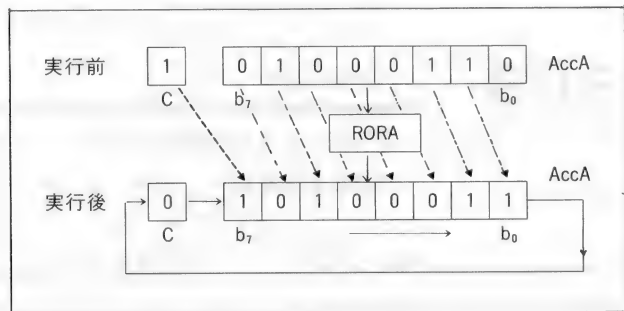 実行前 1 0 1 0 0 0 1 1 0 AccA
C b₇ b₀
RORA
AccA
実行後 0 1 0 1 0 0 0 1 1
C b₇ b₀